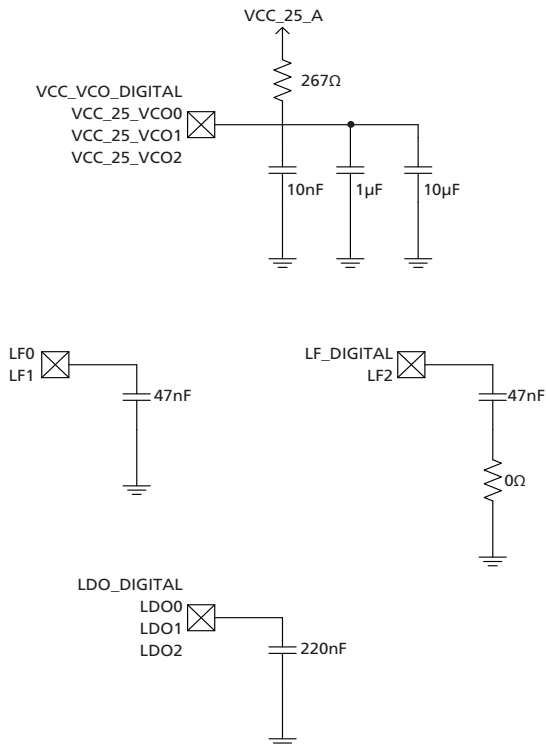 VCC_25_A
267Ω
VCC_VCO_DIGITAL
VCC_25_VCO0
VCC_25_VCO1
VCC_25_VCO2
10nF
1µF
10µF
LF0
LF1
47nF
LF_DIGITAL
LF2
47nF
0Ω
LDO_DIGITAL
LDO0
LDO1
LDO2
220nF